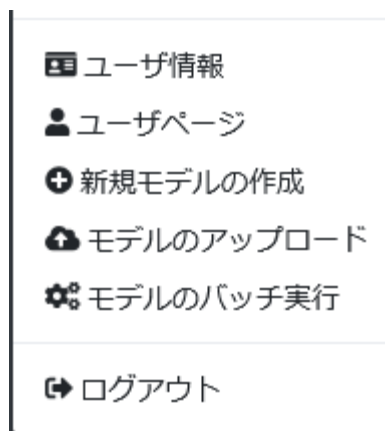 ユーザ情報
ユーザページ
新規モデルの作成
モデルのアップロード
モデルのバッチ実行
ログアウト